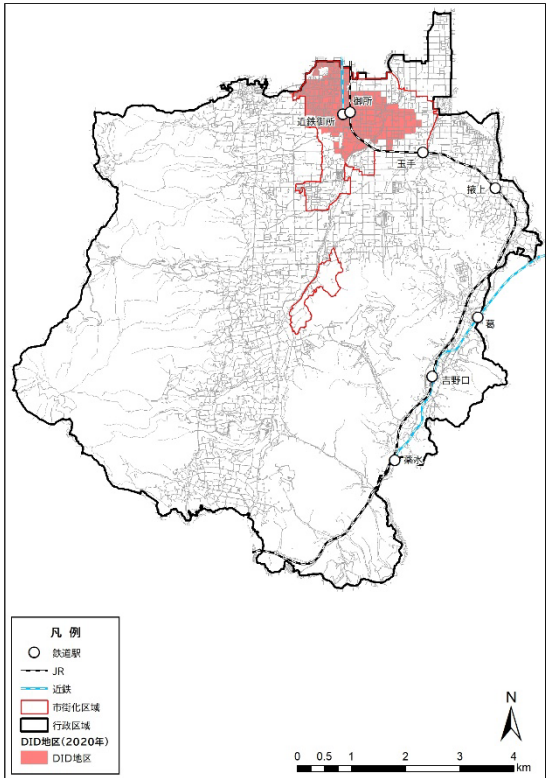 御所
近鉄御所
玉手
掖上
葛
吉野口
薬水
凡 例
鉄道駅
JR
近鉄
市街化区域
行政区域
DID地区(2020年)
DID地区
N
0 0.5 1 2 3 4
km